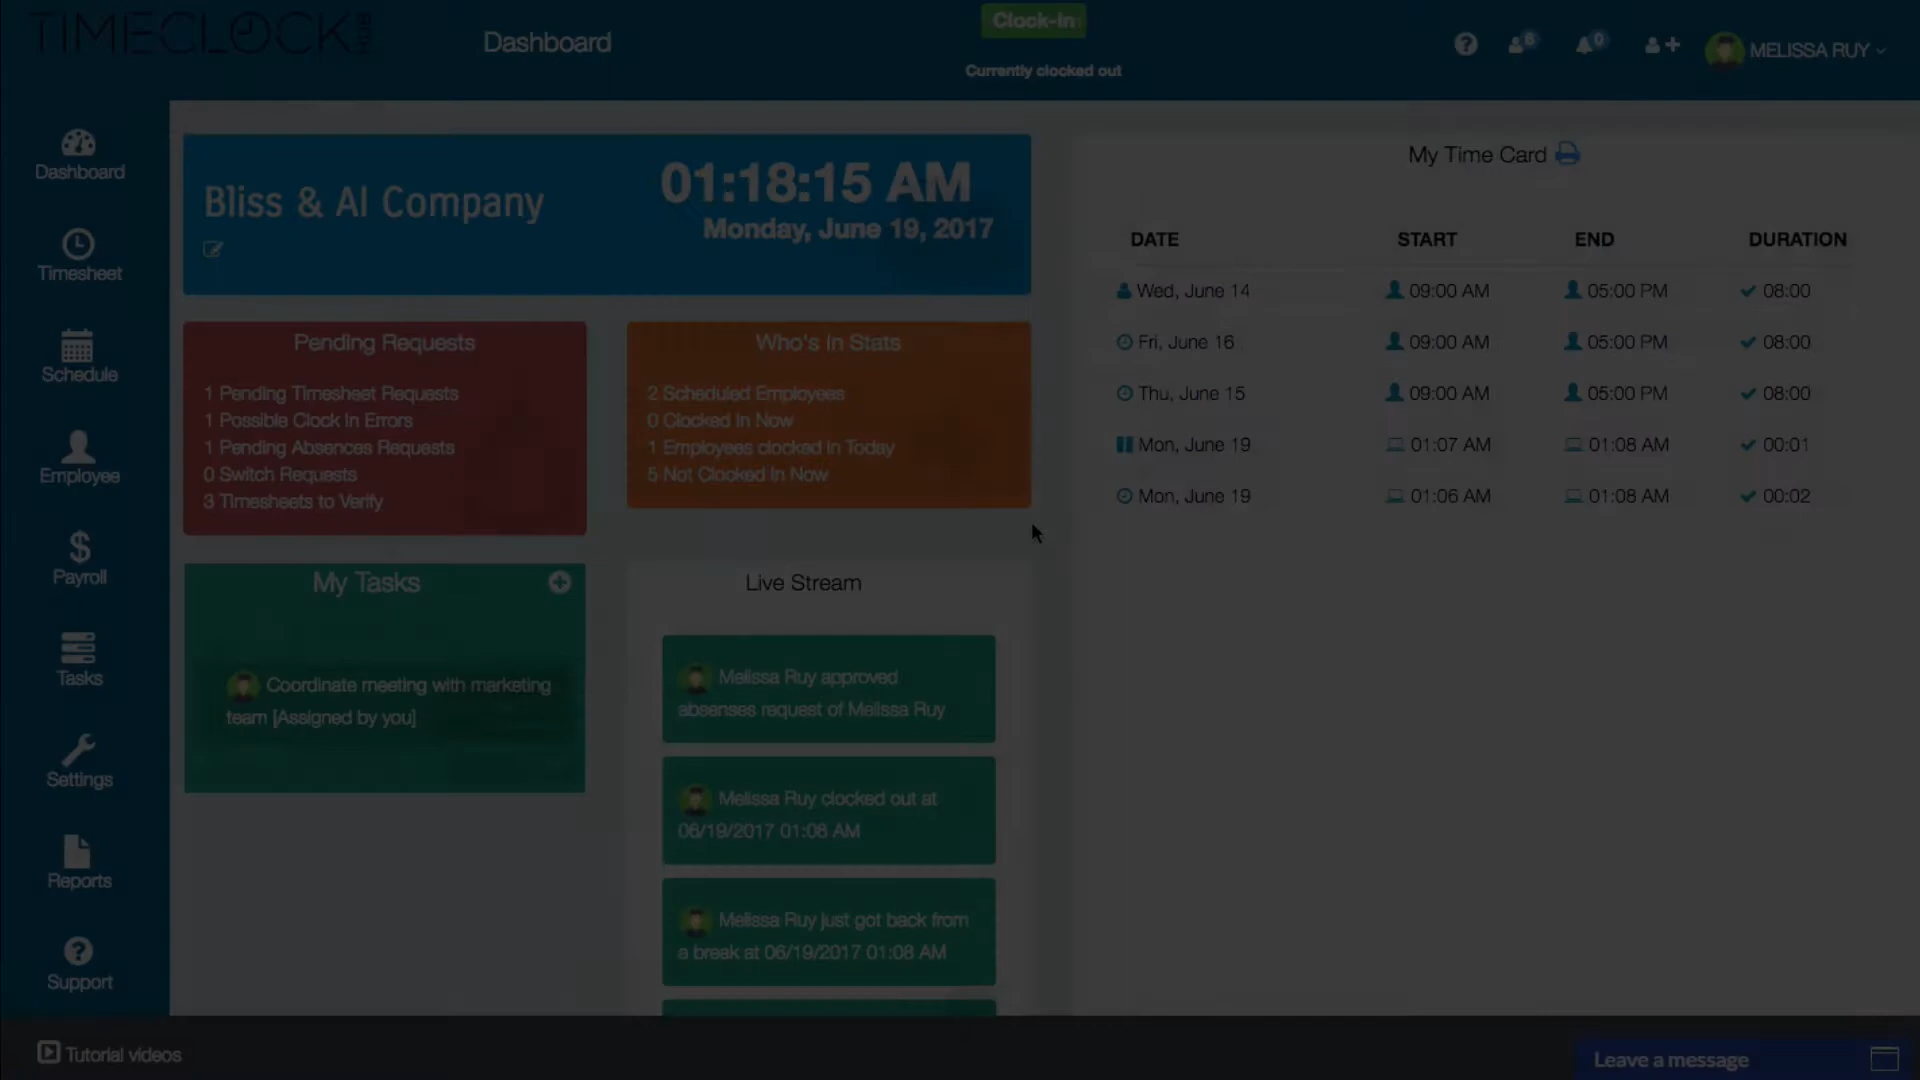 TIMECLOCK HUB
Dashboard
Clock-In
Currently clocked out
6
0
MELISSA RUY
Dashboard
Timesheet
Schedule
Employee
Payroll
Tasks
Settings
Reports
Support
Bliss & Al Company
01:18:15 AM
Monday, June 19, 2017
Pending Requests
1 Pending Timesheet Requests
1 Possible Clock In Errors
1 Pending Absences Requests
0 Switch Requests
3 Timesheets to Verify
Who's In Stats
2 Scheduled Employees
0 Clocked In Now
1 Employees clocked in Today
5 Not Clocked In Now
My Tasks
Coordinate meeting with marketing
team [Assigned by you]
Live Stream
Melissa Ruy approved
absenses request of Melissa Ruy
Melissa Ruy clocked out at
06/19/2017 01:08 AM
Melissa Ruy just got back from
a break at 06/19/2017 01:08 AM
My Time Card
DATE START END DURATION
Wed, June 14 09:00 AM 05:00 PM 08:00
Fri, June 16 09:00 AM 05:00 PM 08:00
Thu, June 15 09:00 AM 05:00 PM 08:00
Mon, June 19 01:07 AM 01:08 AM 00:01
Mon, June 19 01:06 AM 01:08 AM 00:02
Tutorial videos
Leave a message